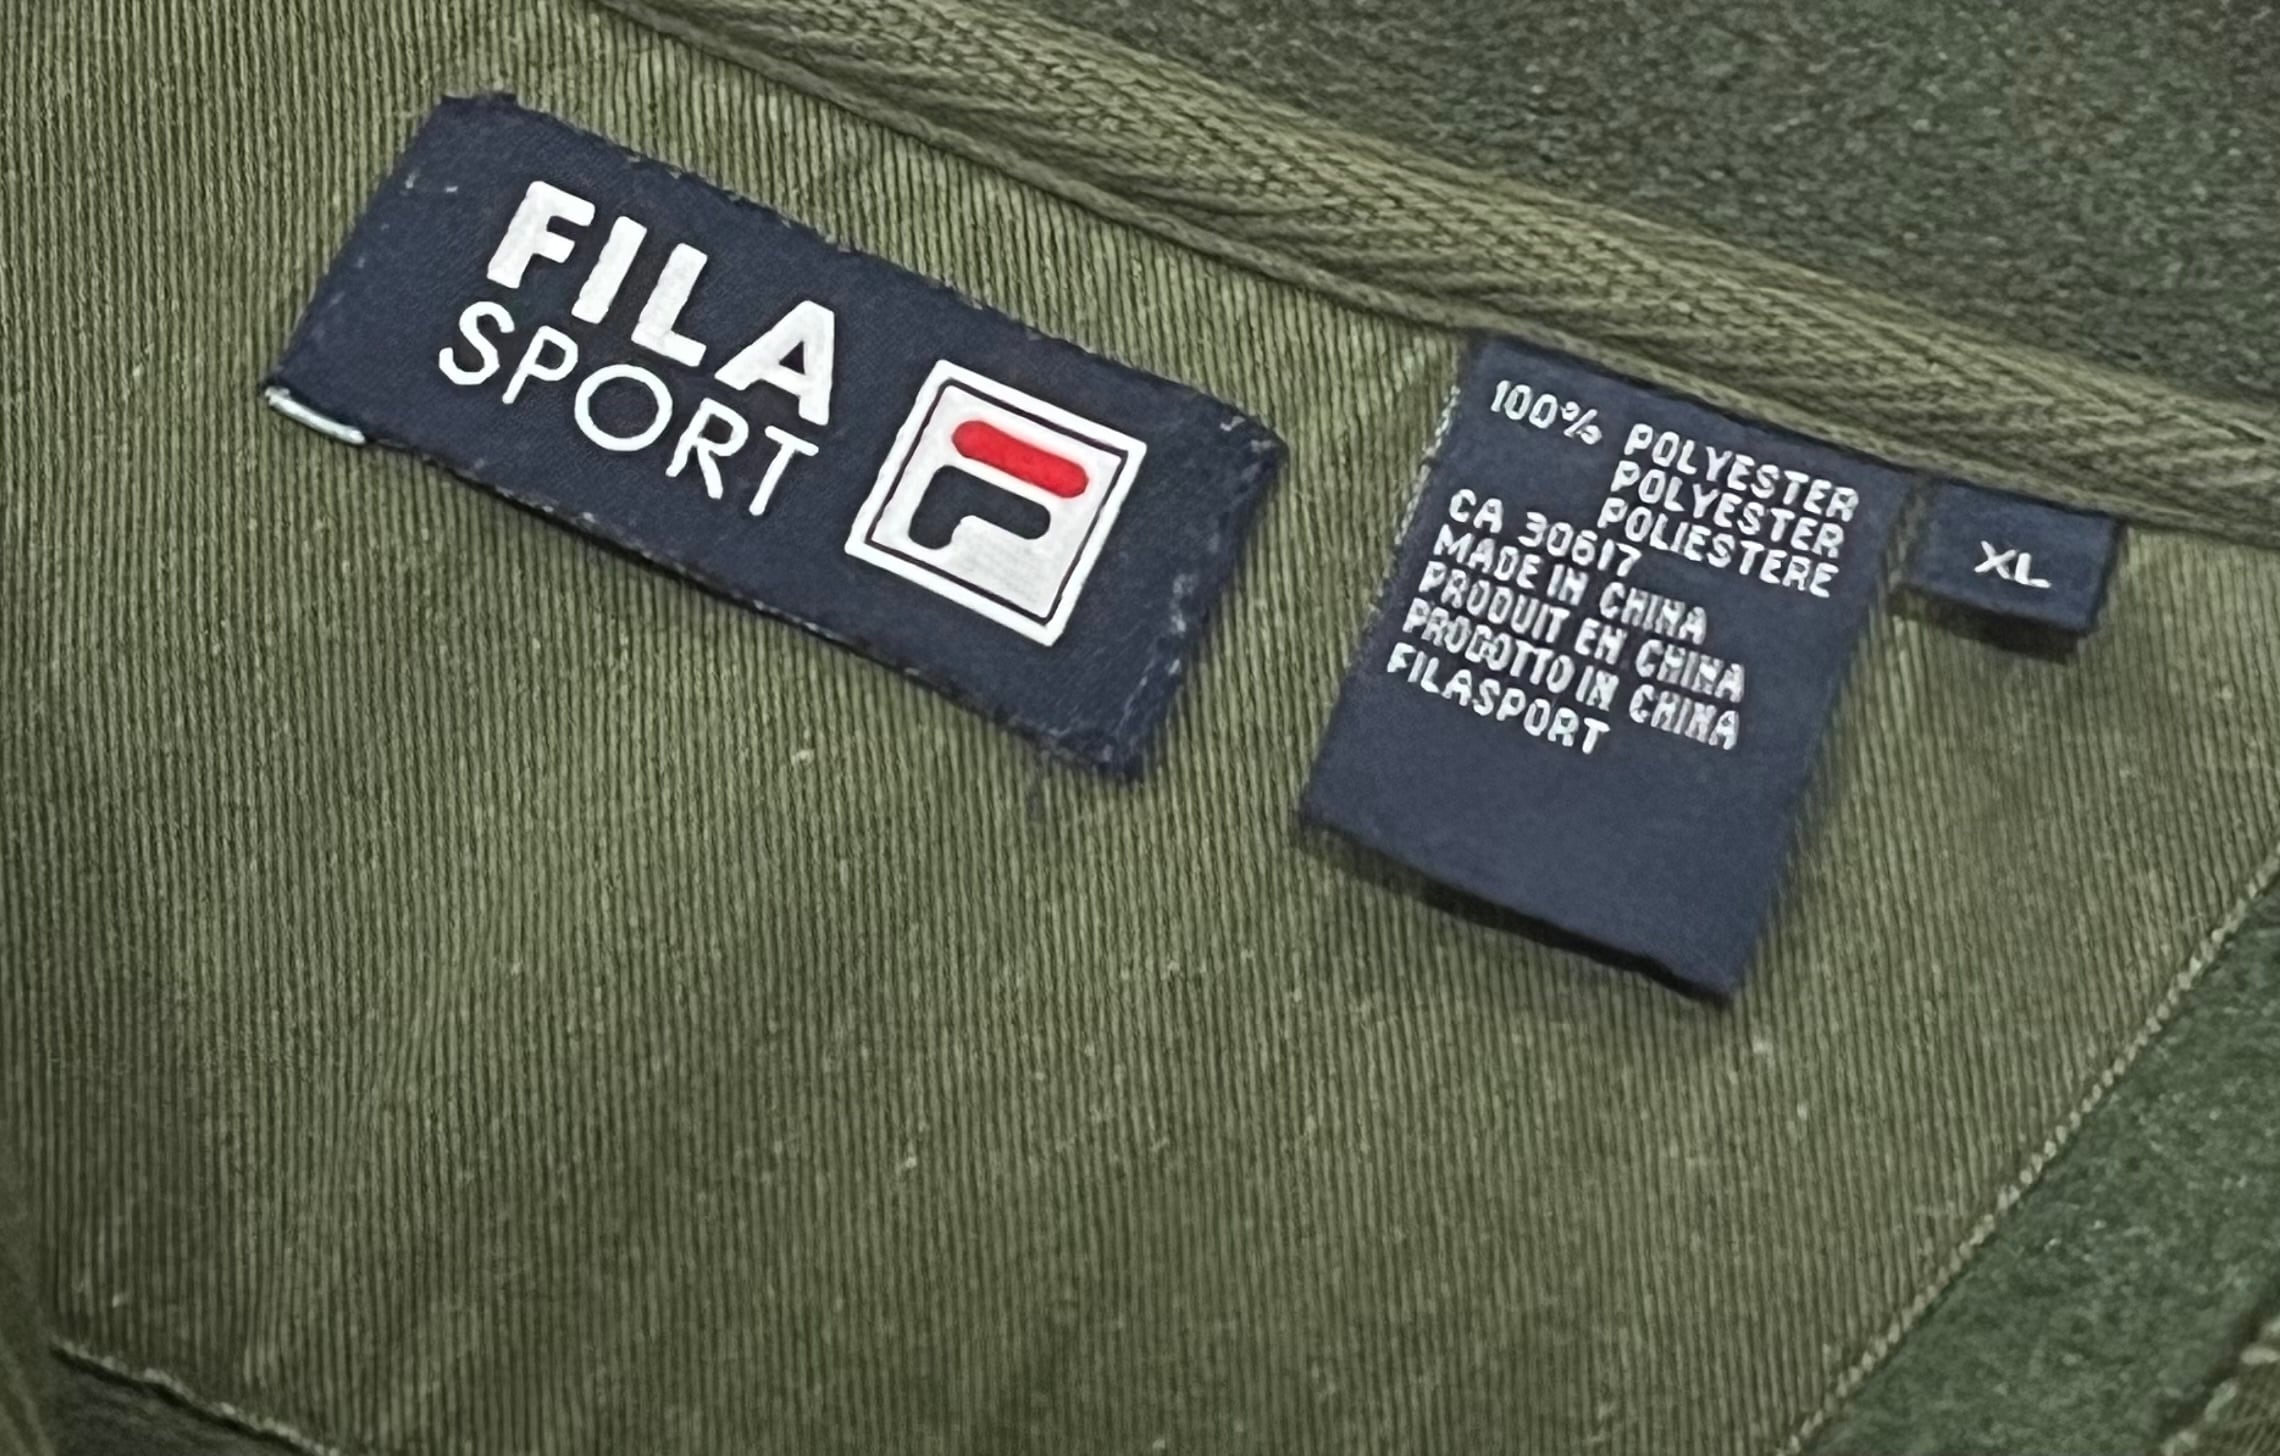 FILA
SPORT
100% POLYESTER
POLYESTER
POLIESTERE
CA 30617
MADE IN CHINA
PRODUIT EN CHINA
PRODOTTO IN CHINA
FILASPORT
XL